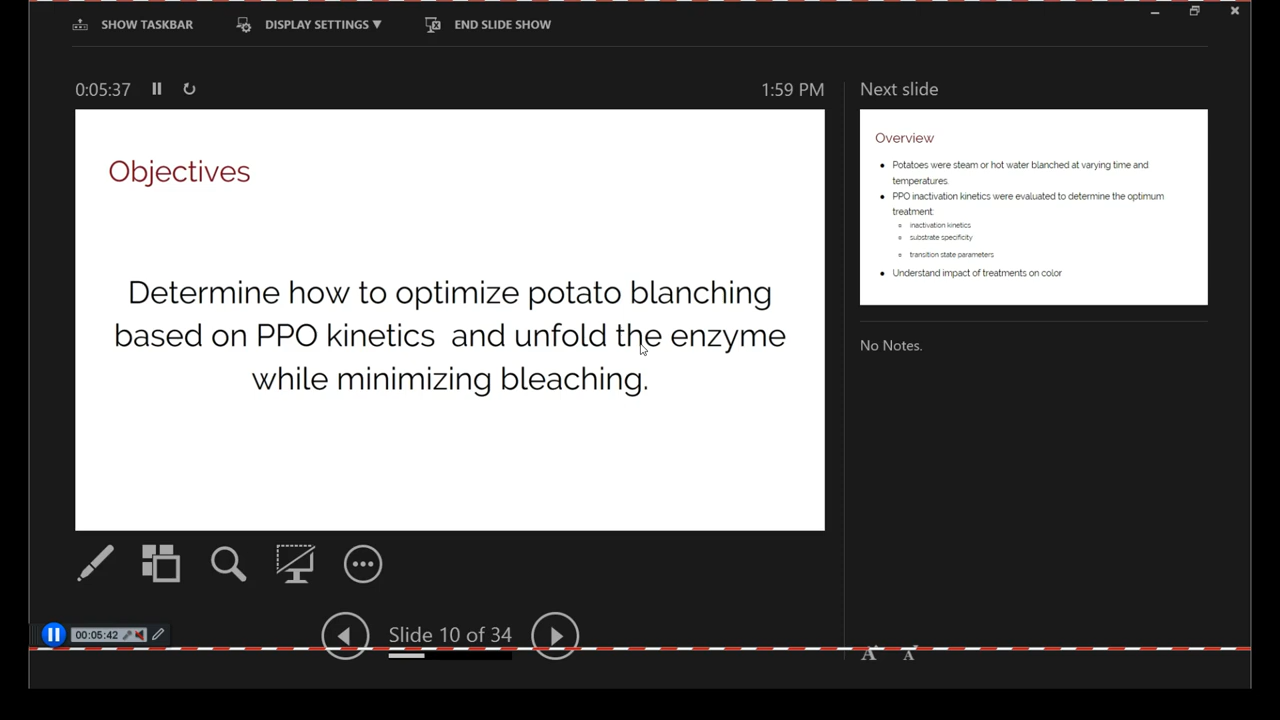 SHOW TASKBAR
DISPLAY SETTINGS ▼
END SLIDE SHOW
0:05:37
1:59 PM
Objectives
Determine how to optimize potato blanching
based on PPO kinetics  and unfold the enzyme
while minimizing bleaching.
Next slide
Overview
Potatoes were steam or hot water blanched at varying time and
temperatures.
PPO inactivation kinetics were evaluated to determine the optimum
treatment:
inactivation kinetics
substrate specificity
transition state parameters
Understand impact of treatments on color
No Notes.
00:05:42
Slide 10 of 34
A A